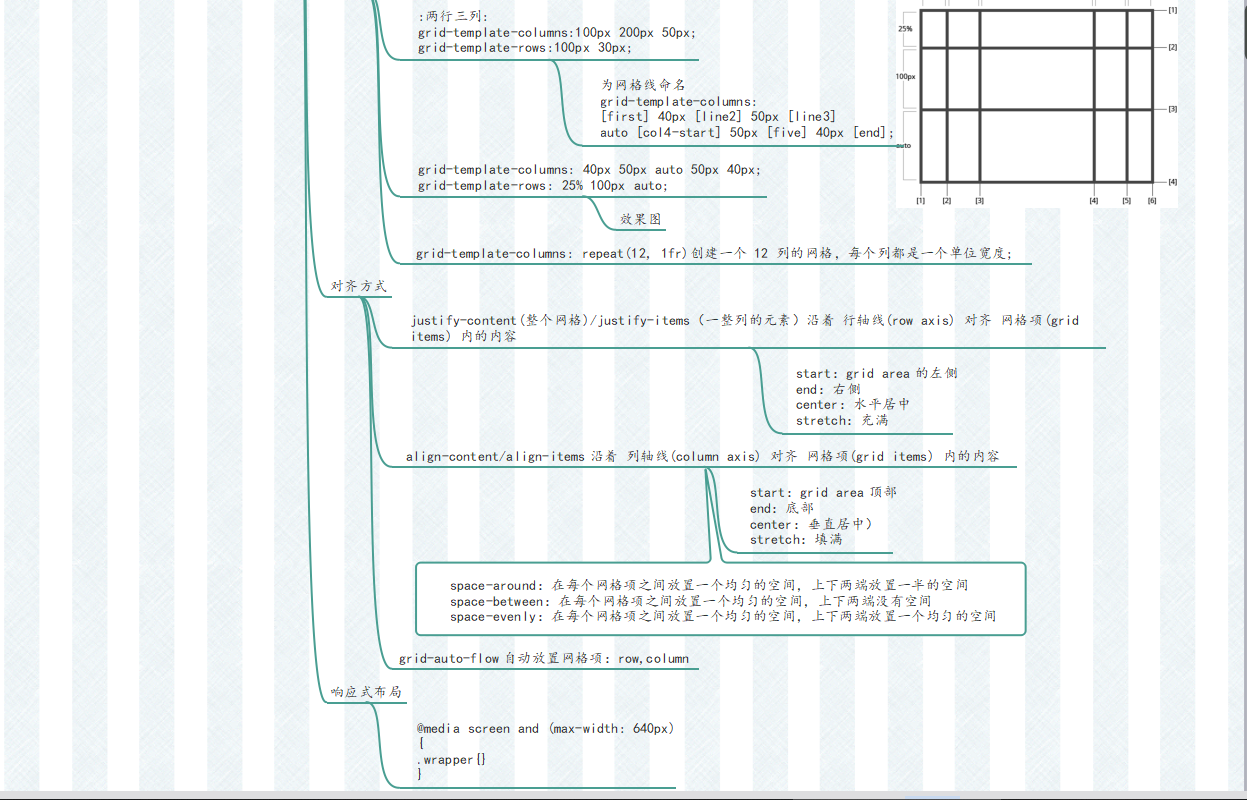 :两行三列:
grid-template-columns:100px 200px 50px;
grid-template-rows:100px 30px;
为网格线命名
grid-template-columns:
[first] 40px [line2] 50px [line3]
auto [col4-start] 50px [five] 40px [end];
25%
100px
auto
[1]
[2]
[3]
[4]
[1] [2] [3] [4] [5] [6]
grid-template-columns: 40px 50px auto 50px 40px;
grid-template-rows: 25% 100px auto;
效果图
grid-template-columns: repeat(12, 1fr)创建一个 12 列的网格，每个列都是一个单位宽度;
对齐方式
justify-content(整个网格)/justify-items（一整列的元素）沿着 行轴线(row axis) 对齐 网格项(grid
items) 内的内容
start: grid area 的左侧
end: 右侧
center: 水平居中
stretch: 充满
align-content/align-items 沿着 列轴线(column axis) 对齐 网格项(grid items) 内的内容
start: grid area 顶部
end: 底部
center: 垂直居中）
stretch: 填满
space-around: 在每个网格项之间放置一个均匀的空间，上下两端放置一半的空间
space-between: 在每个网格项之间放置一个均匀的空间，上下两端没有空间
space-evenly: 在每个网格项之间放置一个均匀的空间，上下两端放置一个均匀的空间
grid-auto-flow 自动放置网格项: row,column
响应式布局
@media screen and (max-width: 640px)
{
.wrapper{}
}